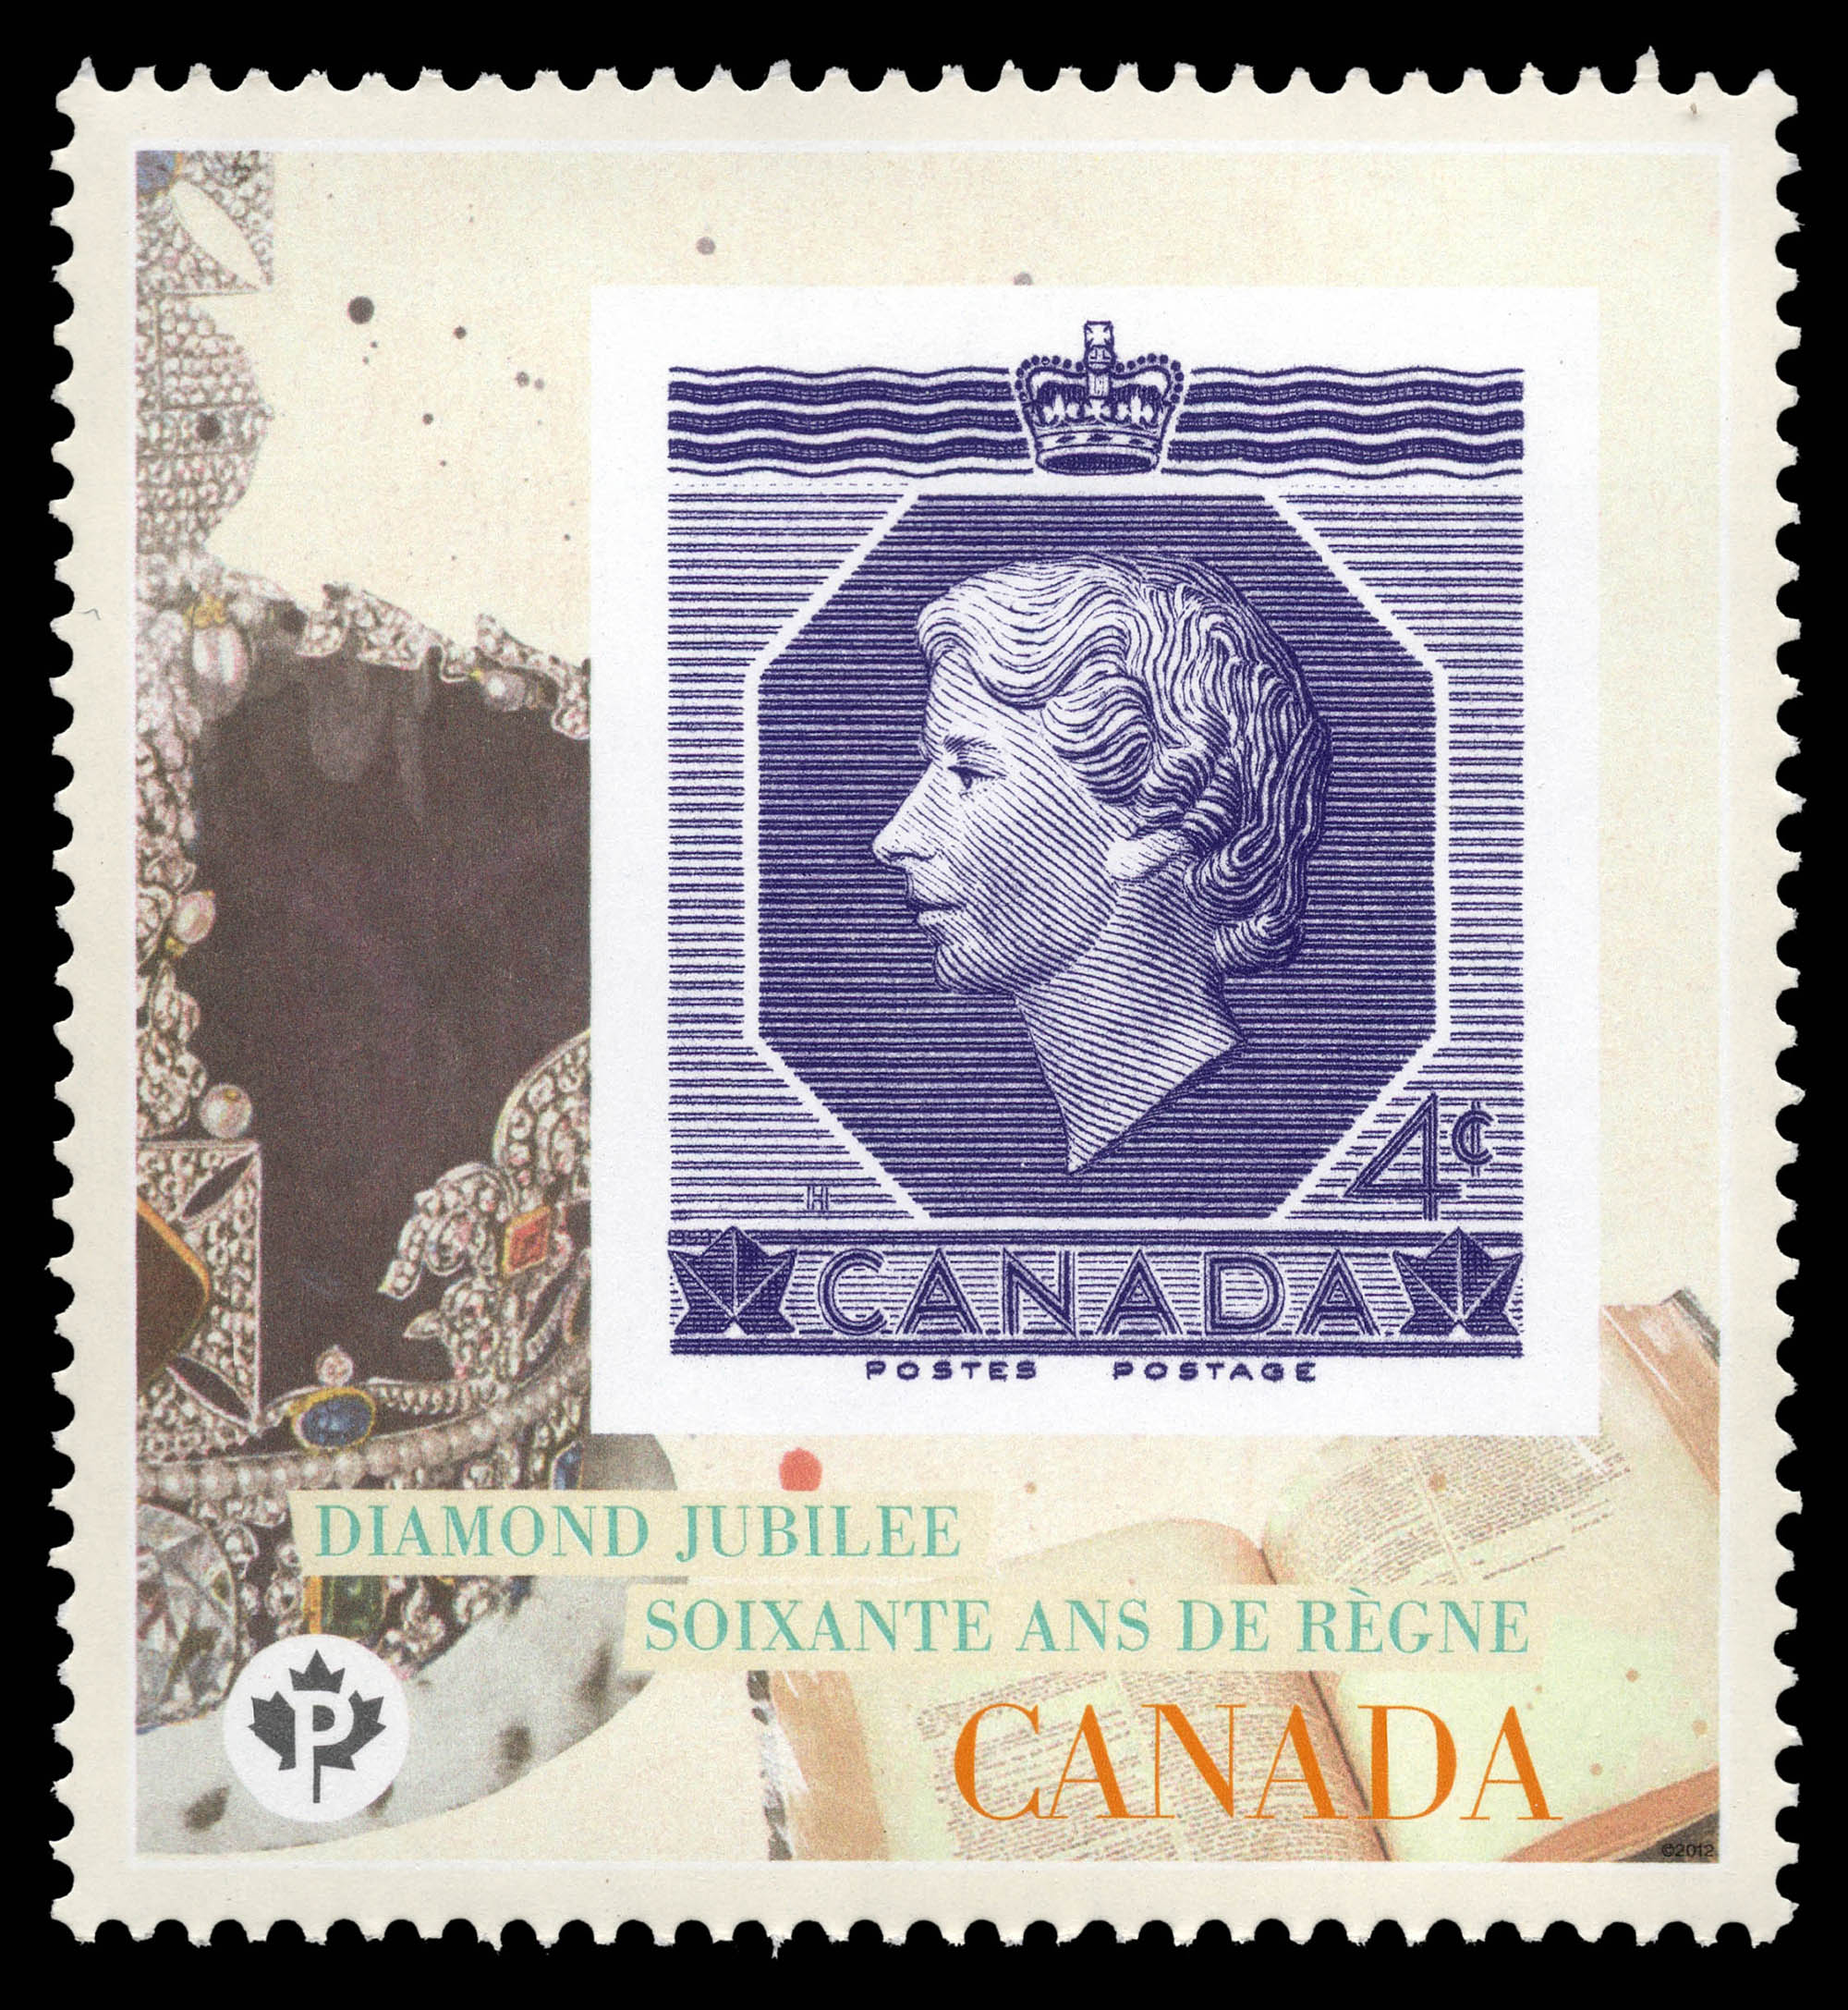 4¢
H
CANADA
POSTES POSTAGE
DIAMOND JUBILEE
SOIXANTE ANS DE RÈGNE
P
CANADA
©2012